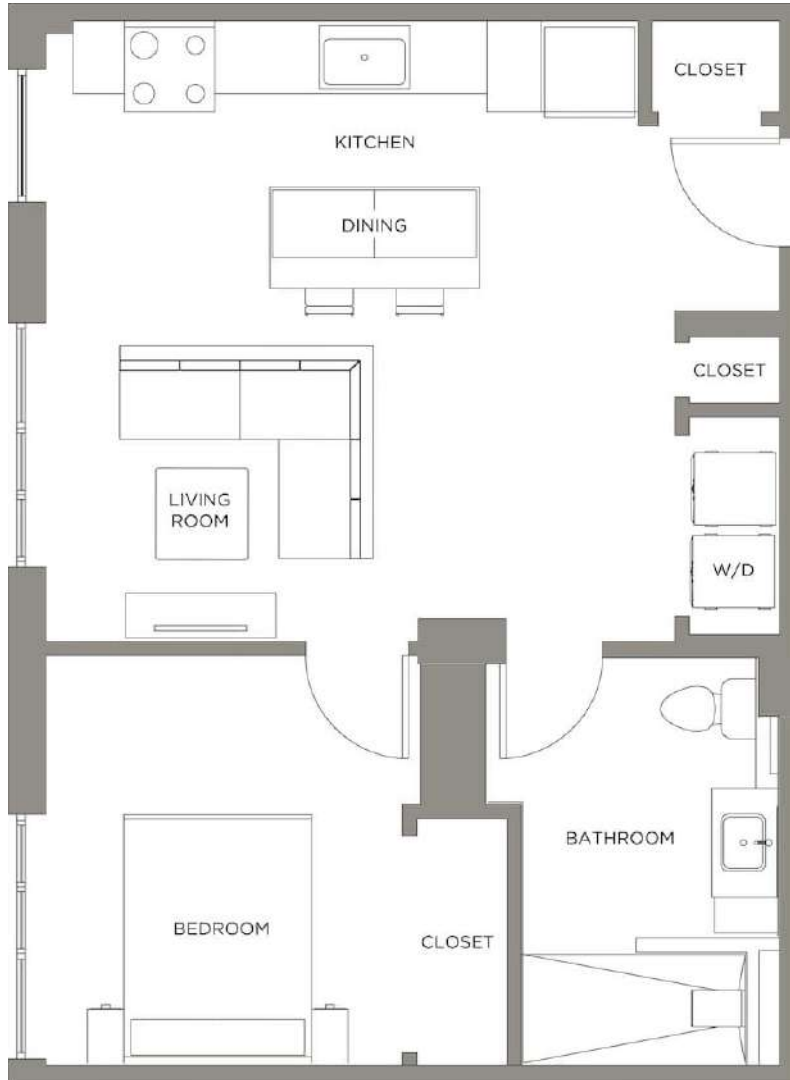 CLOSET
KITCHEN
DINING
CLOSET
LIVING
ROOM
W/D
BATHROOM
BEDROOM
CLOSET